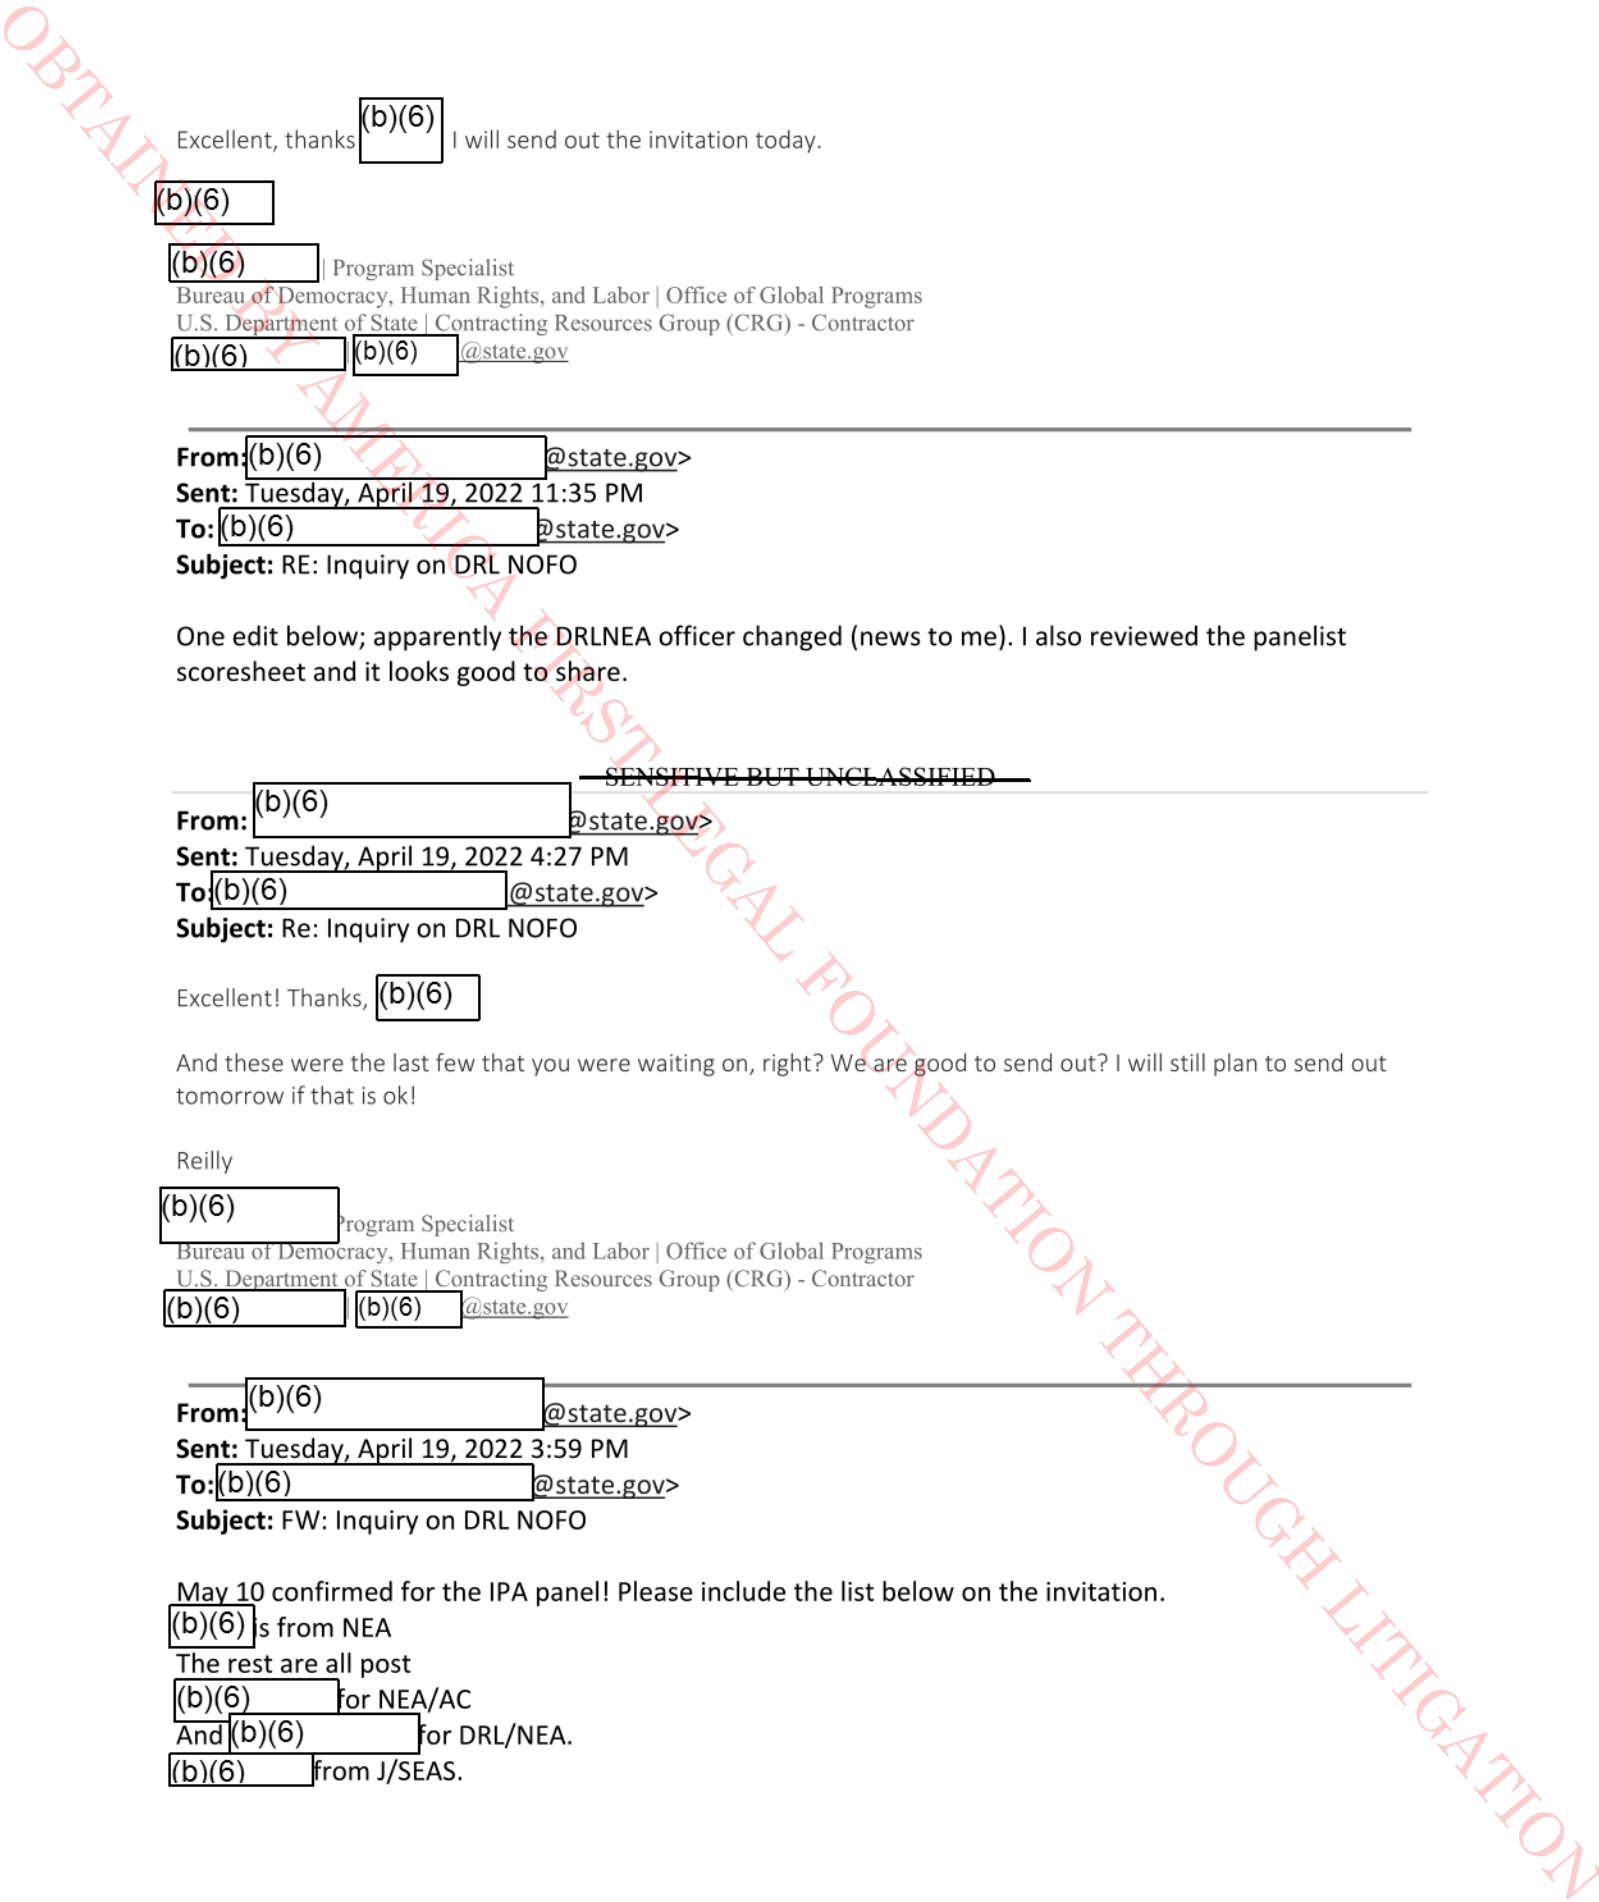 Excellent, thanks (b)(6) I will send out the invitation today.
(b)(6)
(b)(6) | Program Specialist
Bureau of Democracy, Human Rights, and Labor | Office of Global Programs
U.S. Department of State | Contracting Resources Group (CRG) - Contractor
(b)(6) | (b)(6) @state.gov
From: (b)(6) @state.gov>
Sent: Tuesday, April 19, 2022 11:35 PM
To: (b)(6) @state.gov>
Subject: RE: Inquiry on DRL NOFO
One edit below; apparently the DRLNEA officer changed (news to me). I also reviewed the panelist
scoresheet and it looks good to share.
SENSITIVE BUT UNCLASSIFIED
From: (b)(6) @state.gov>
Sent: Tuesday, April 19, 2022 4:27 PM
To: (b)(6) @state.gov>
Subject: Re: Inquiry on DRL NOFO
Excellent! Thanks, (b)(6)
And these were the last few that you were waiting on, right? We are good to send out? I will still plan to send out
tomorrow if that is ok!
Reilly
(b)(6) Program Specialist
Bureau of Democracy, Human Rights, and Labor | Office of Global Programs
U.S. Department of State | Contracting Resources Group (CRG) - Contractor
(b)(6) | (b)(6) @state.gov
From: (b)(6) @state.gov>
Sent: Tuesday, April 19, 2022 3:59 PM
To: (b)(6) @state.gov>
Subject: FW: Inquiry on DRL NOFO
May 10 confirmed for the IPA panel! Please include the list below on the invitation.
(b)(6) is from NEA
The rest are all post
(b)(6) for NEA/AC
And (b)(6) for DRL/NEA.
(b)(6) from J/SEAS.
OBTAINED BY AMERICA FIRST LEGAL FOUNDATION THROUGH LITIGATION